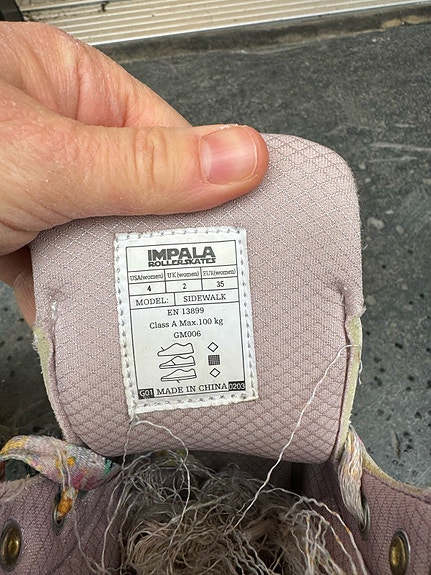 IMPALA
ROLLERSKATES
USA(women) UK(women) EUR(women)
4 2 35
MODEL: SIDEWALK
EN 13899
Class A Max.100 kg
GM006
G01 MADE IN CHINA 0203